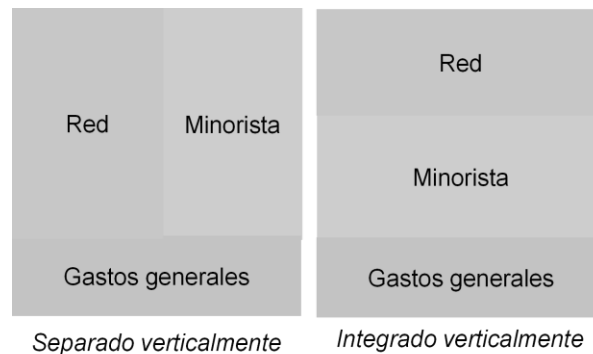 Red
Minorista
Gastos generales
Separado verticalmente
Red
Minorista
Gastos generales
Integrado verticalmente